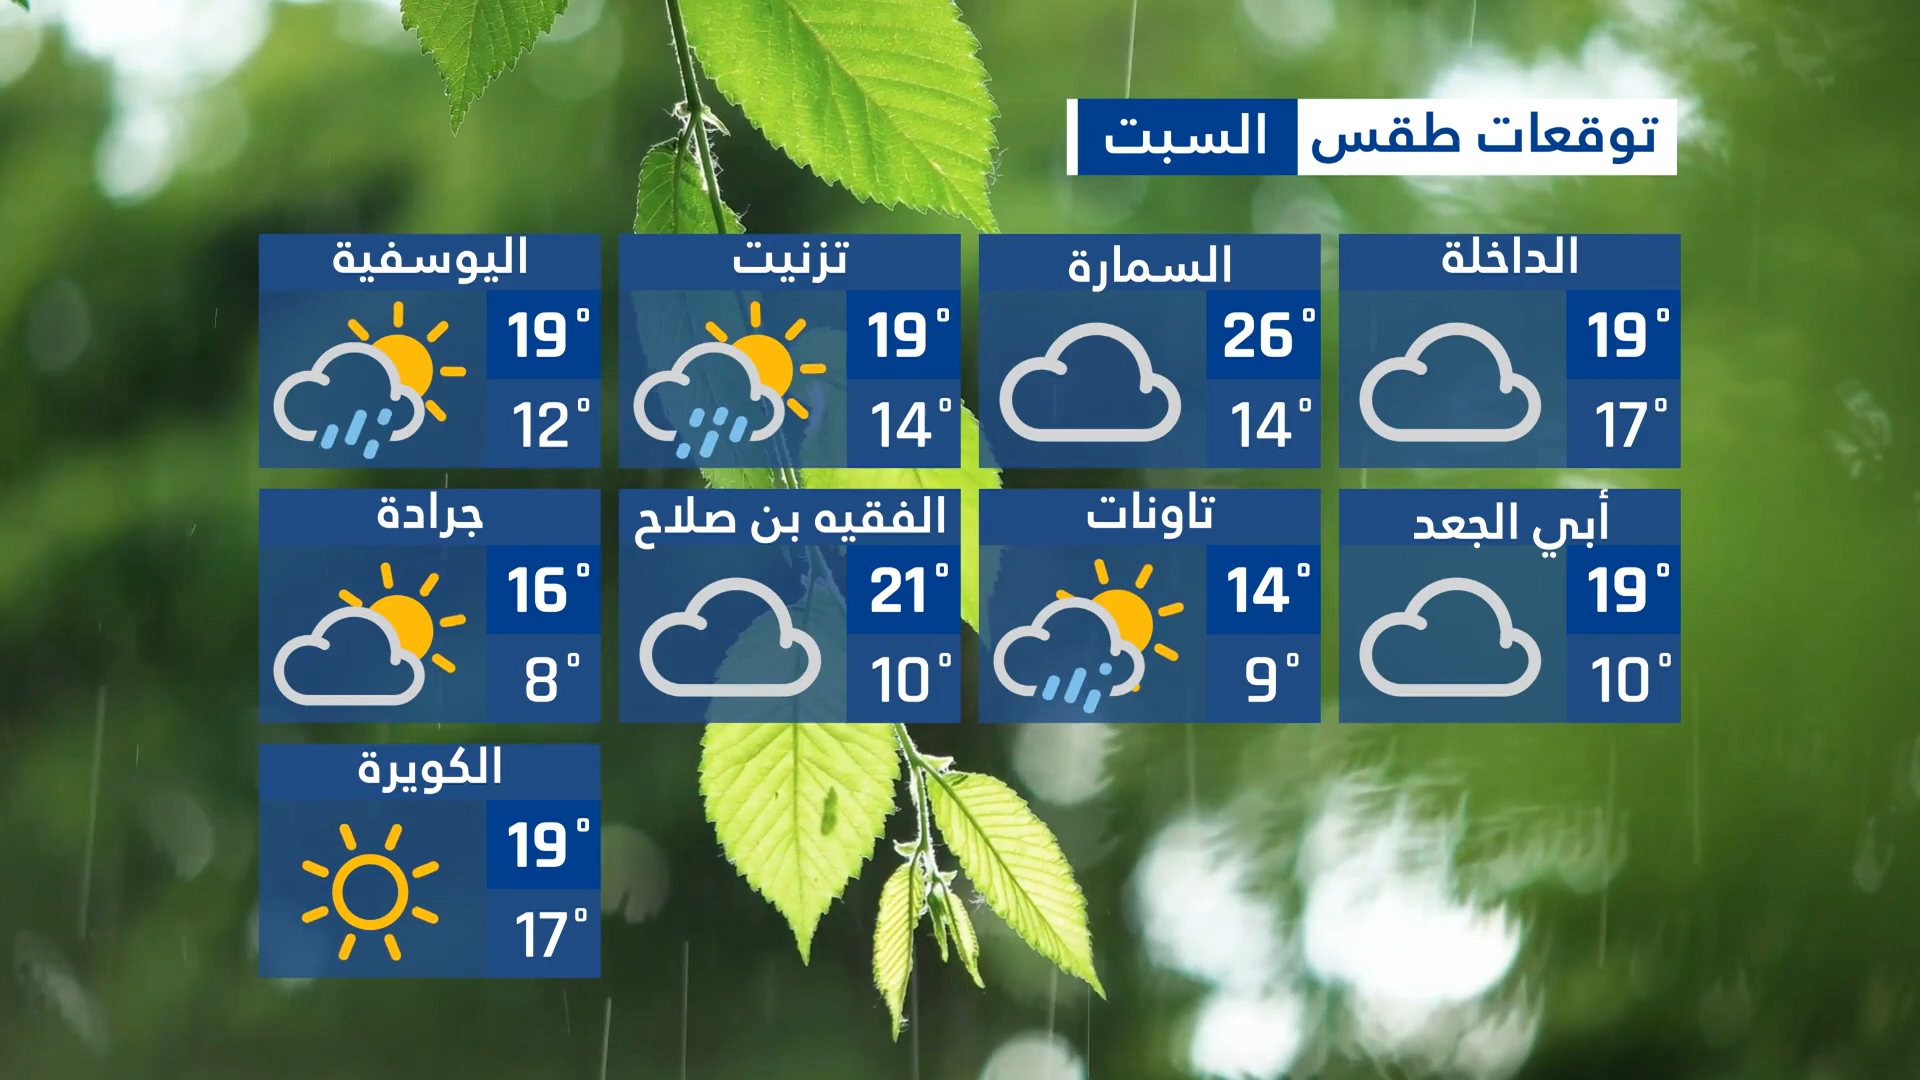 توقعات طقس السبت
الداخلة
19°
17°
السمارة
26°
14°
تزنيت
19°
14°
اليوسفية
19°
12°
أبي الجعد
19°
10°
تاونات
14°
9°
الفقيه بن صلاح
21°
10°
جرادة
16°
8°
الكويرة
19°
17°